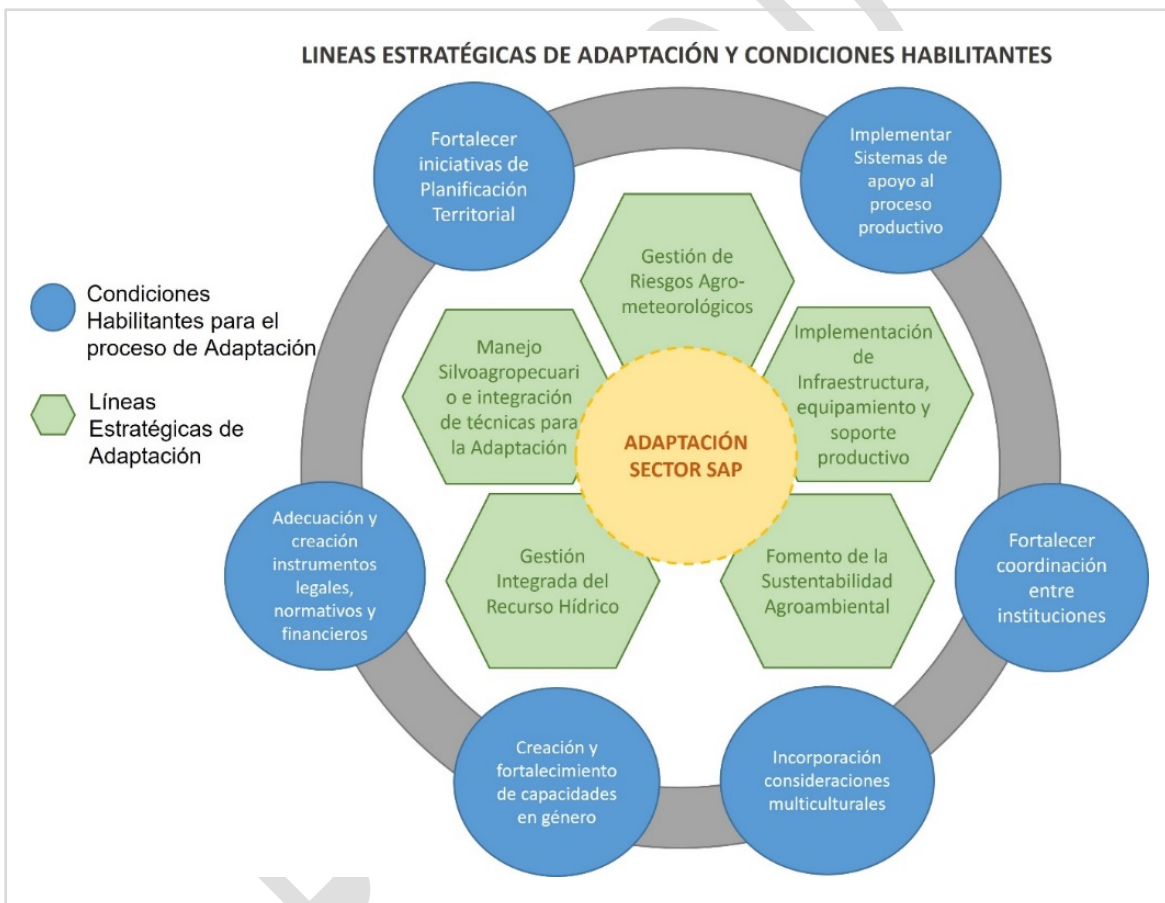 LINEAS ESTRATÉGICAS DE ADAPTACIÓN Y CONDICIONES HABILITANTES
Fortalecer
iniciativas de
Planificación
Territorial
Implementar
Sistemas de
apoyo al
proceso
productivo
Gestión de
Riesgos Agro-
meteorológicos
Condiciones
Habilitantes para el
proceso de Adaptación
Líneas
Estratégicas de
Adaptación
Manejo
Silvoagropecuari
o e integración
de técnicas para
la Adaptación
Implementación
de
Infraestructura,
equipamiento y
soporte
productivo
ADAPTACIÓN
SECTOR SAP
Adecuación y
creación
instrumentos
legales,
normativos y
financieros
Gestión
Integrada del
Recurso Hídrico
Fomento de la
Sustentabilidad
Agroambiental
Fortalecer
coordinación
entre
instituciones
Creación y
fortalecimiento
de capacidades
en género
Incorporación
consideraciones
multiculturales